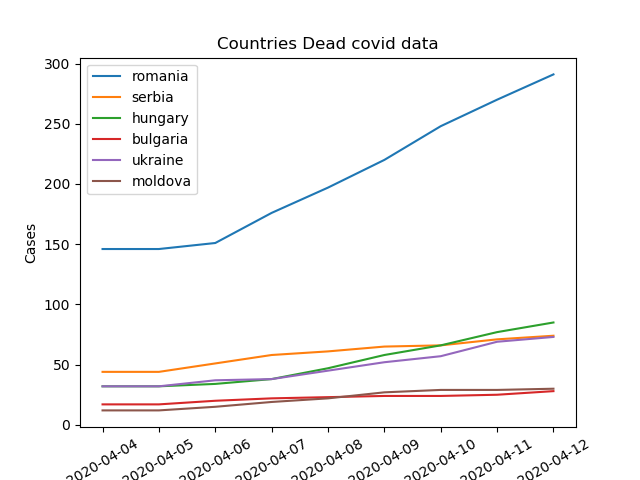 Countries Dead covid data
300
250
200
150
100
50
0
Cases
romania
serbia
hungary
bulgaria
ukraine
moldova
2020-04-04
2020-04-05
2020-04-06
2020-04-07
2020-04-08
2020-04-09
2020-04-10
2020-04-11
2020-04-12